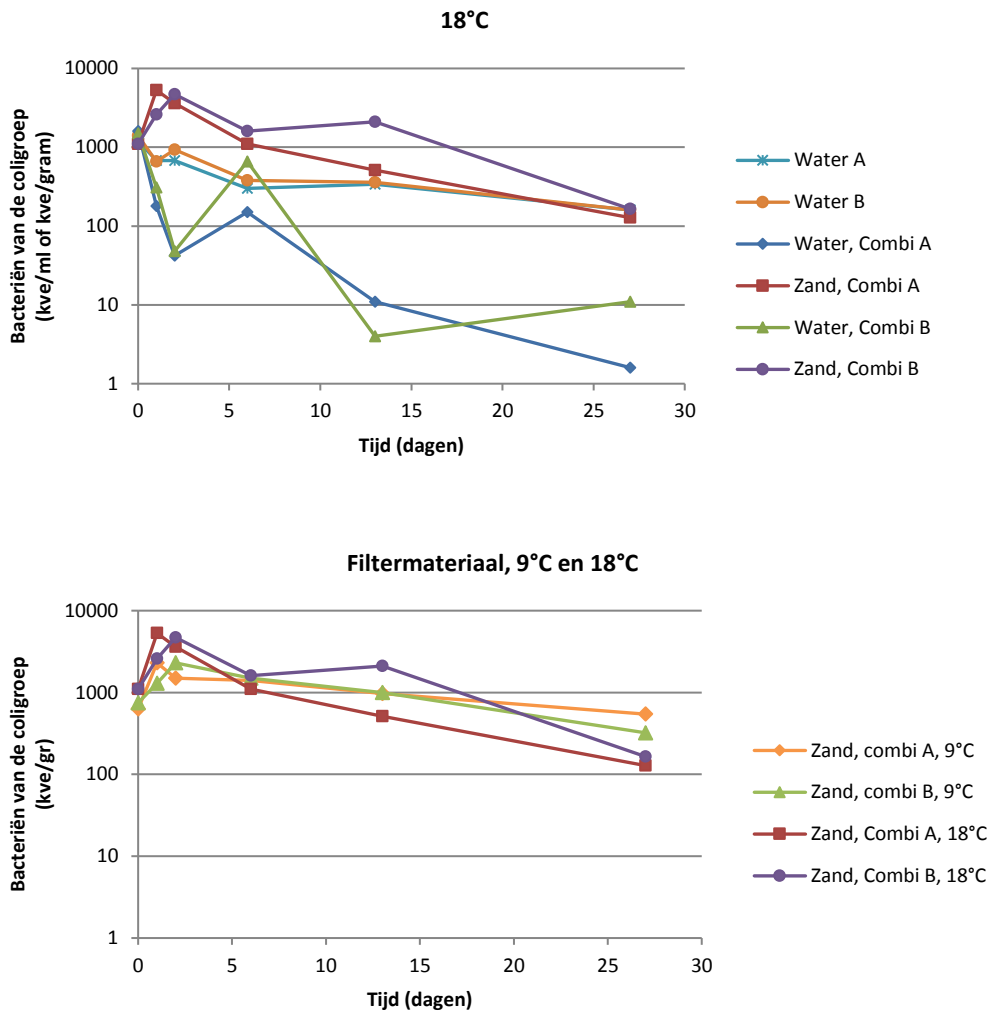 18°C
Bacteriën van de coligroep
(kve/ml of kve/gram)
10000
1000
100
10
1
0
5
10
15
20
25
30
Tijd (dagen)
Water A
Water B
Water, Combi A
Zand, Combi A
Water, Combi B
Zand, Combi B
Filtermateriaal, 9°C en 18°C
Bacteriën van de coligroep
(kve/gr)
10000
1000
100
10
1
0
5
10
15
20
25
30
Tijd (dagen)
Zand, combi A, 9°C
Zand, combi B, 9°C
Zand, Combi A, 18°C
Zand, Combi B, 18°C